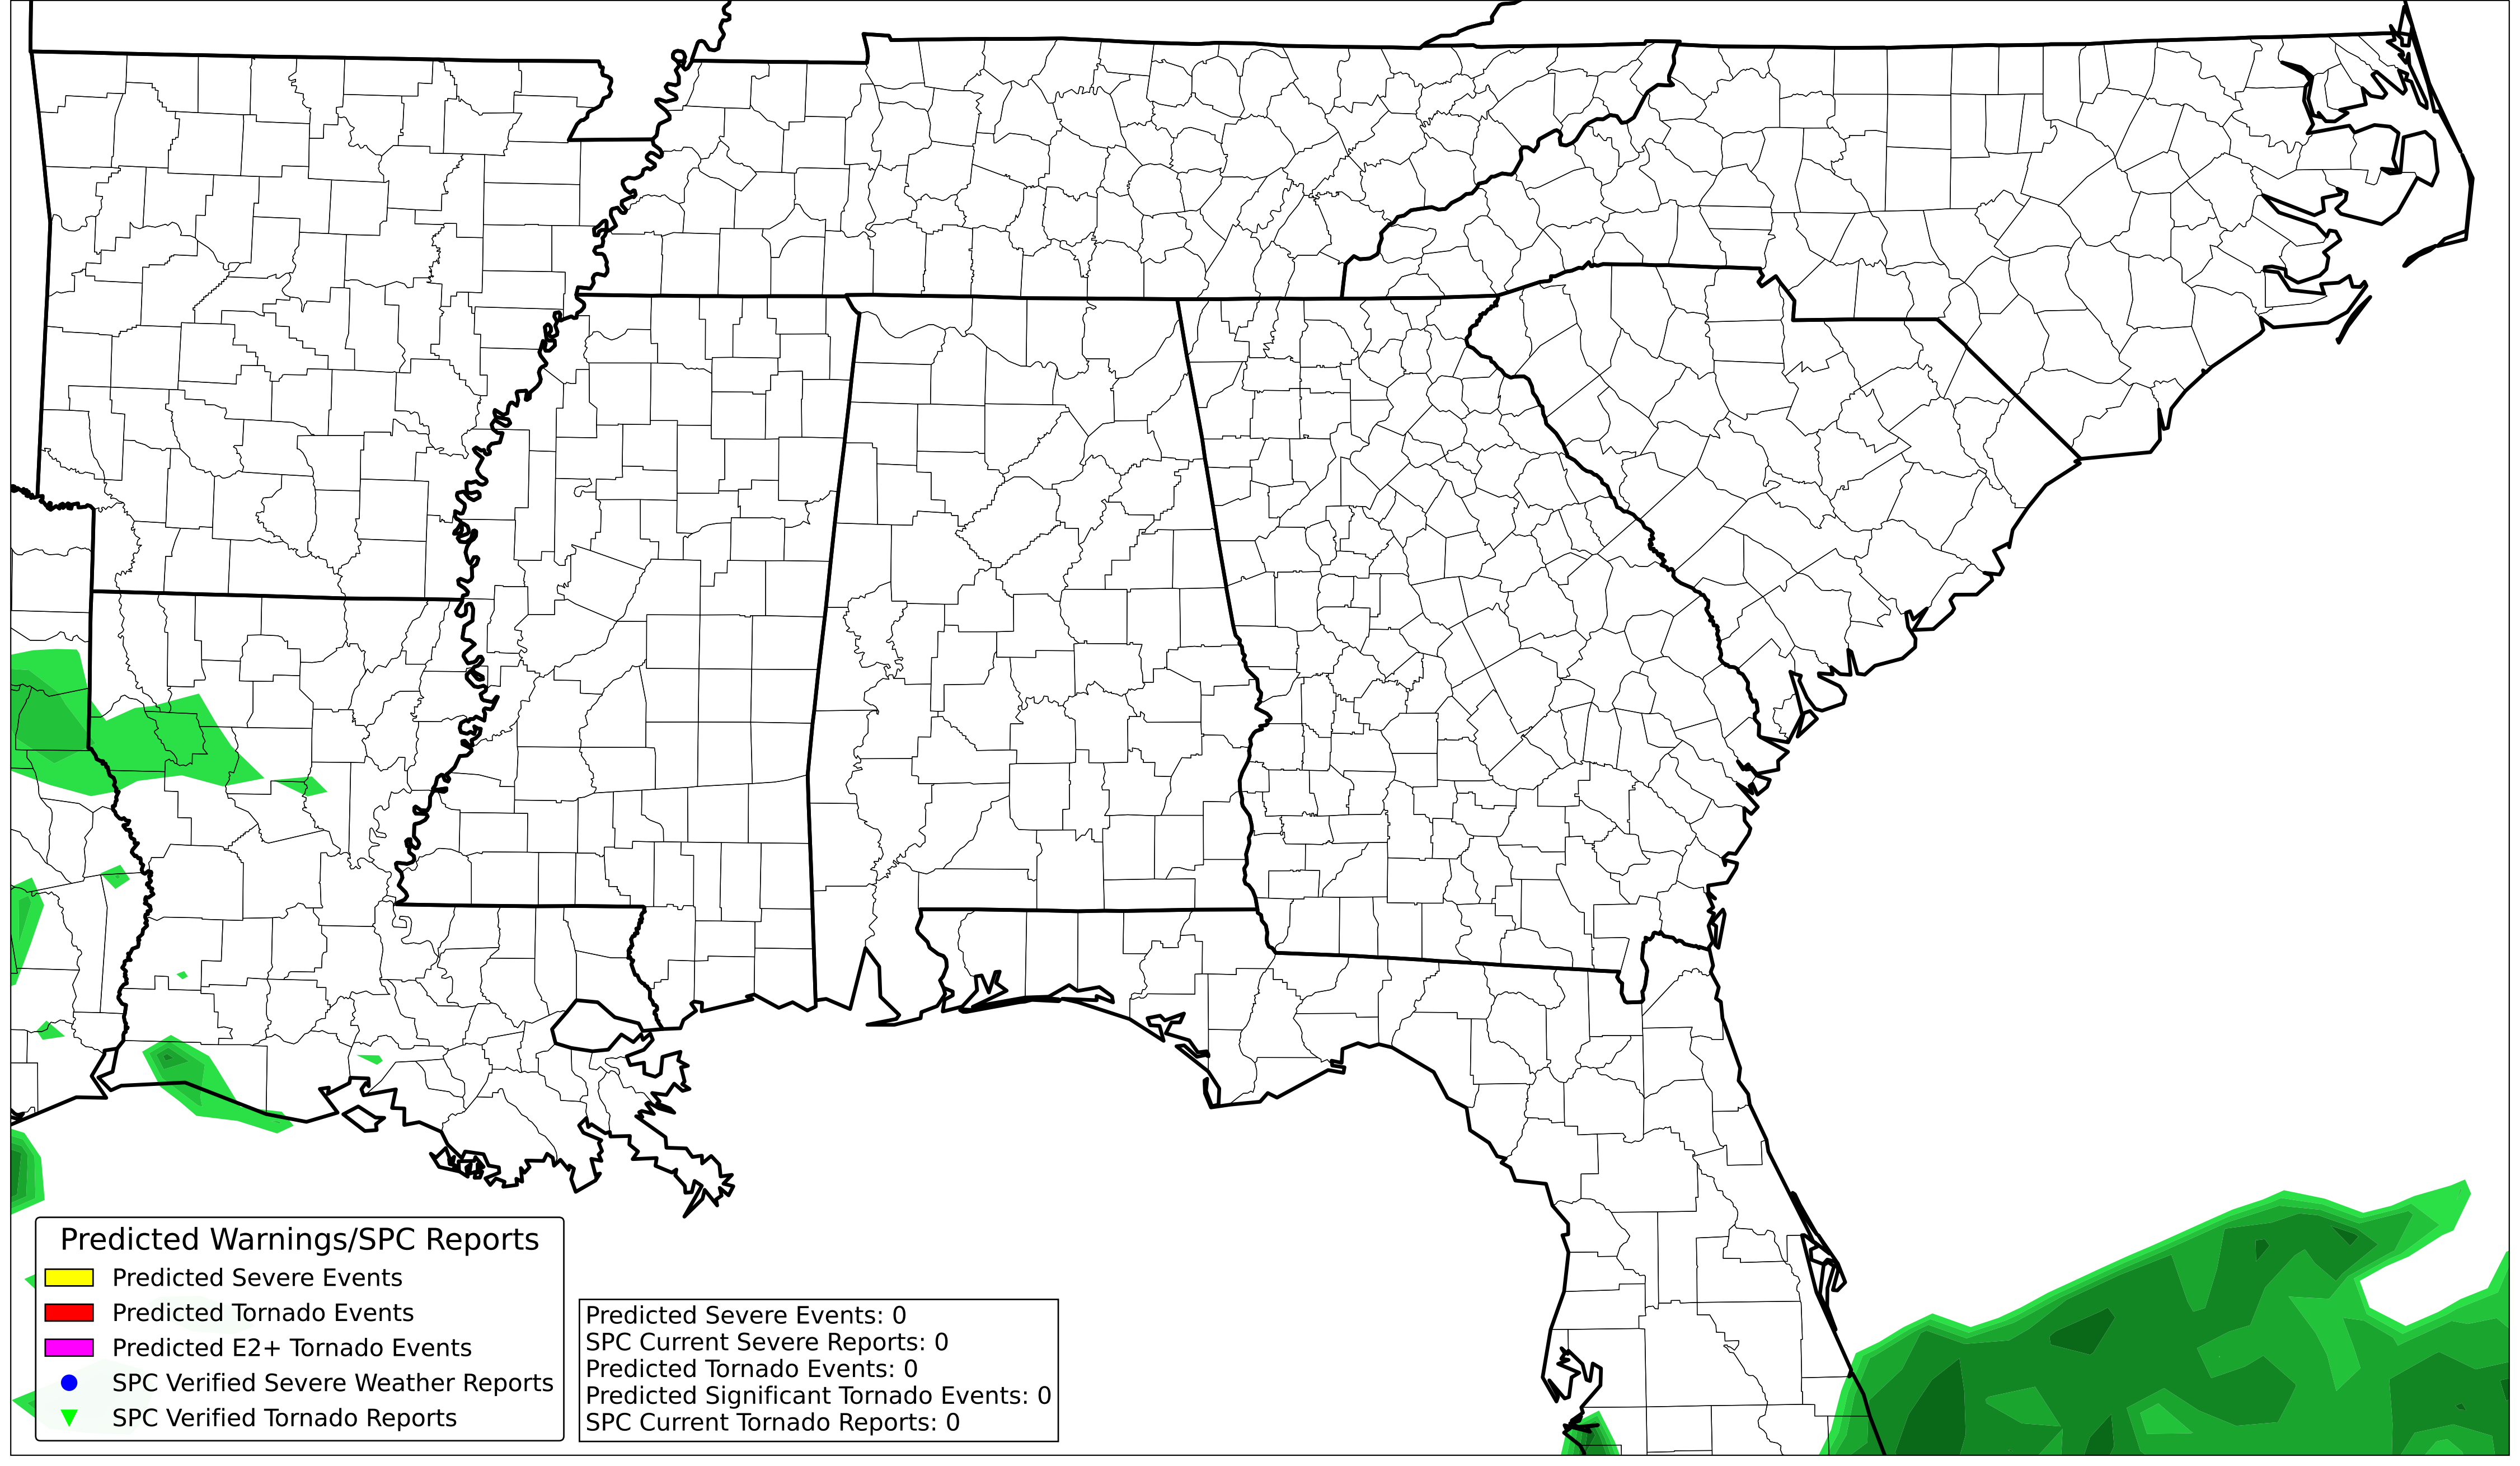 Predicted Warnings/SPC Reports
Predicted Severe Events
Predicted Tornado Events
Predicted E2+ Tornado Events
SPC Verified Severe Weather Reports
SPC Verified Tornado Reports
Predicted Severe Events: 0
SPC Current Severe Reports: 0
Predicted Tornado Events: 0
Predicted Significant Tornado Events: 0
SPC Current Tornado Reports: 0